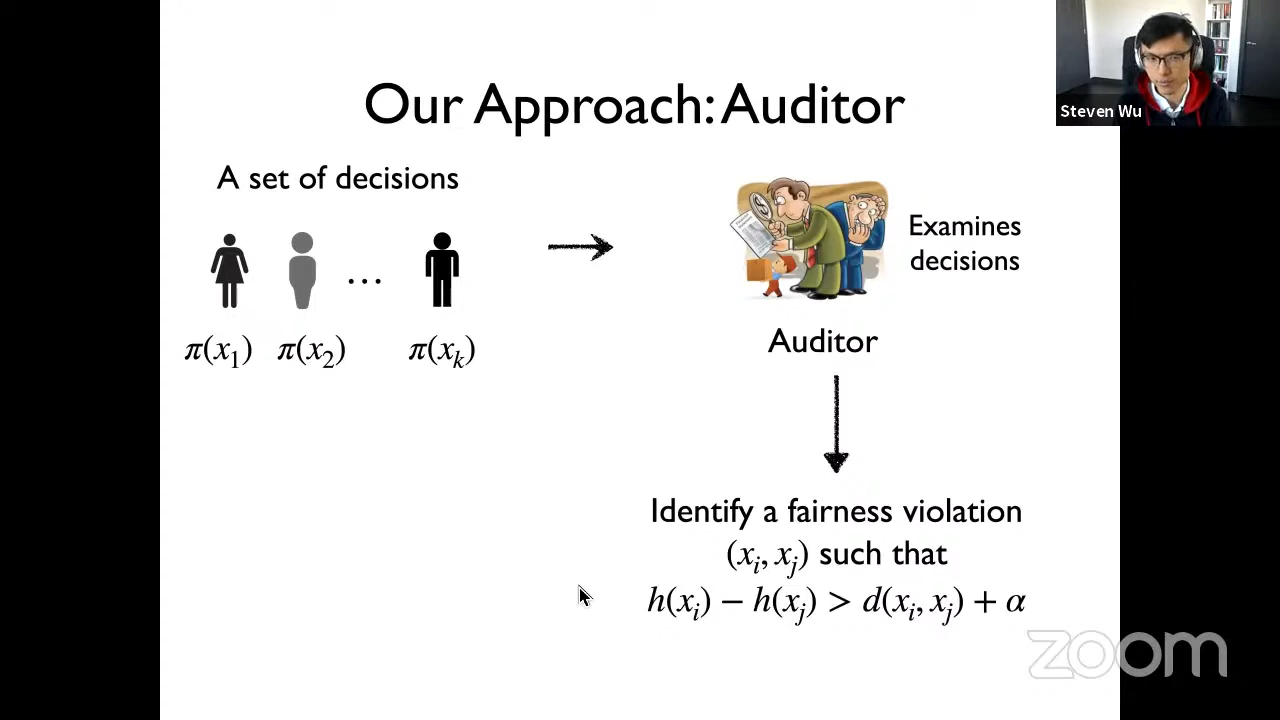 Our Approach: Auditor
Steven Wu
A set of decisions
π(x₁) π(x₂) ... π(xₖ)
Examines
decisions
Auditor
Identify a fairness violation
(xᵢ, xⱼ) such that
h(xᵢ) − h(xⱼ) > d(xᵢ, xⱼ) + α
zoom